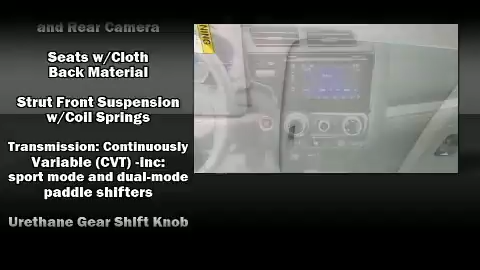 and Rear Camera
Seats w/Cloth
Back Material
Strut Front Suspension
w/Coil Springs
Transmission: Continuously
Variable (CVT) -Inc:
sport mode and dual-mode
paddle shifters
Urethane Gear Shift Knob